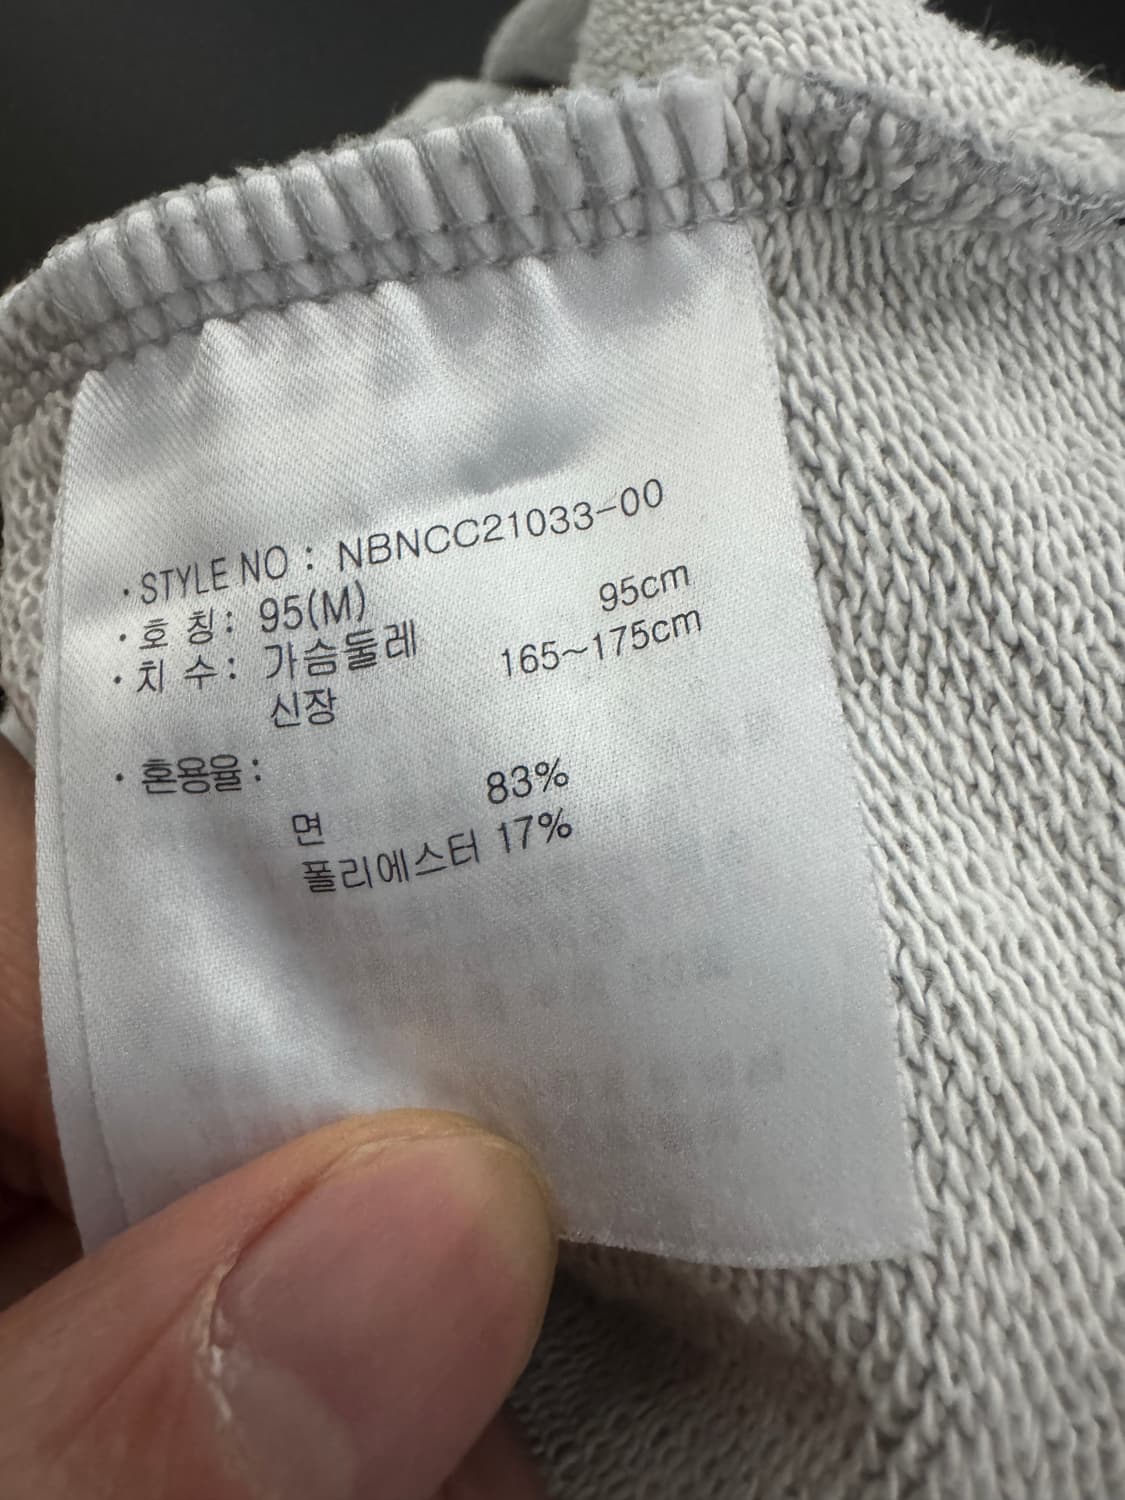 · STYLE NO : NBNCC21033-00
· 호 칭 : 95(M)
· 치 수 : 가슴둘레 95cm
신장 165~175cm
· 혼용율 :
면 83%
폴리에스터 17%